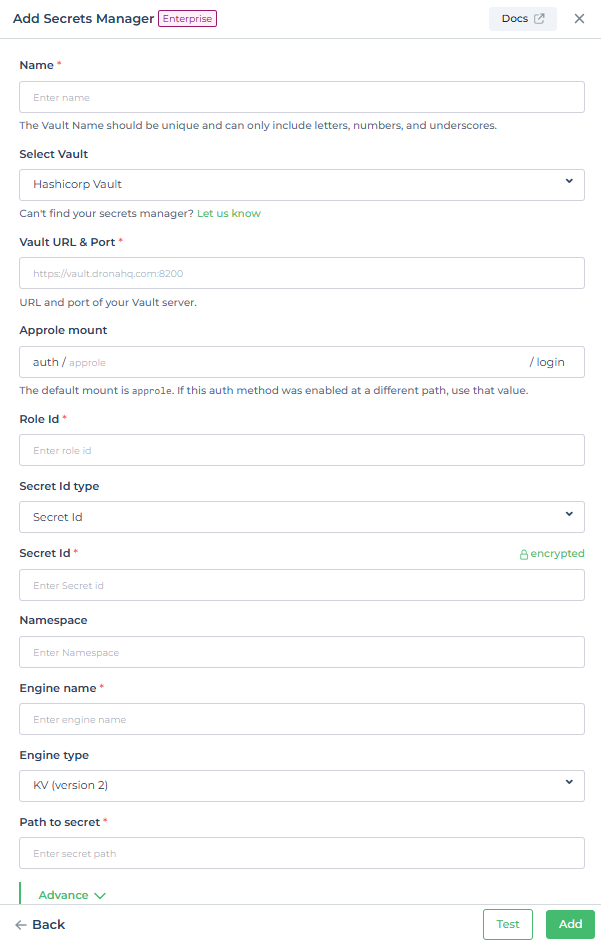 Add Secrets Manager Enterprise Docs
Name *
Enter name
The Vault Name should be unique and can only include letters, numbers, and underscores.
Select Vault
Hashicorp Vault
Can't find your secrets manager? Let us know
Vault URL & Port *
https://vault.dronahq.com:8200
URL and port of your Vault server.
Approle mount
auth / approle / login
The default mount is approle. If this auth method was enabled at a different path, use that value.
Role Id *
Enter role id
Secret Id type
Secret Id
Secret Id * encrypted
Enter Secret id
Namespace
Enter Namespace
Engine name *
Enter engine name
Engine type
KV (version 2)
Path to secret *
Enter secret path
Advance
Back Test Add